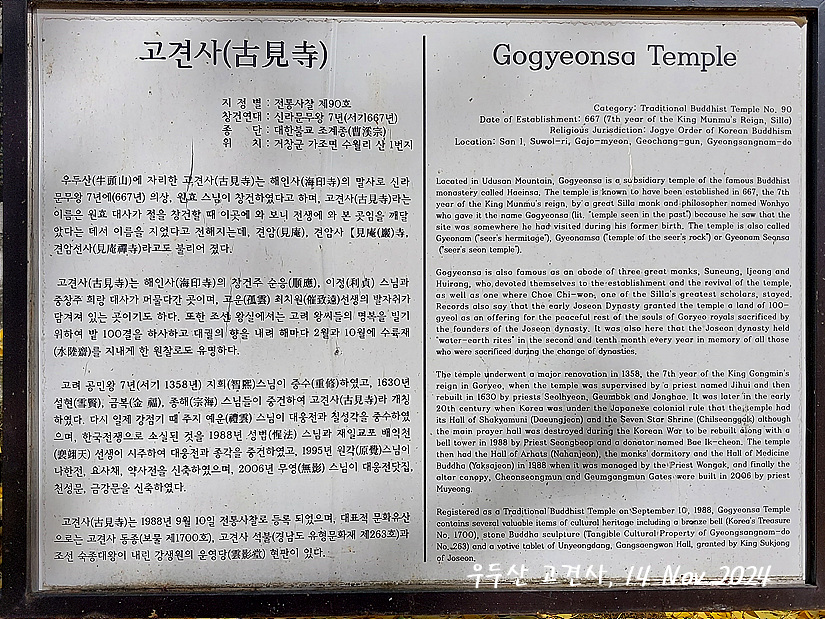 고견사(古見寺)
지 정 별 : 전통사찰 제90호
창건연대 : 신라문무왕 7년(서기667년)
종 단 : 대한불교 조계종(曹溪宗)
위 치 : 거창군 가조면 수월리 산 1번지
우두산(牛頭山)에 자리한 고견사(古見寺)는 해인사(海印寺)의 말사로 신라
문무왕 7년에(667년) 의상, 원효 스님이 창건하였다고 하며, 고견사(古見寺)라는
이름은 원효 대사가 절을 창건할 때 이곳에 와 보니 전생에 와 본 곳임을 깨달
았다는 데서 이름을 지었다고 전해지는데, 견암(見庵), 견암사【見庵(巖)寺,
견암선사(見庵禪寺)라고도 불리어 졌다.
고견사(古見寺)는 해인사(海印寺)의 창건주 순응(順應), 이정(利貞) 스님과
중창주 희랑 대사가 머물다간 곳이며, 고운(孤雲) 최치원(崔致遠)선생의 발자취가
담겨져 있는 곳이기도 하다. 또한 조선 왕실에서는 고려 왕씨들의 명복을 빌기
위하여 밭 100결을 하사하고 대궐의 향을 내려 해마다 2월과 10월에 수륙재
(水陸齋)를 지내게 한 원찰로도 유명하다.
고려 공민왕 7년(서기 1358년) 지희(智熙)스님이 중수(重修)하였고, 1630년
설현(雪賢), 금복(金福), 종해(宗海) 스님들이 중건하여 고견사(古見寺)라 개칭
하였다. 다시 일제 강점기 때 주지 예운(禮雲) 스님이 대웅전과 칠성각을 중수하였
으며, 한국전쟁으로 소실된 것을 1988년 성법(惺法) 스님과 재일교포 배익천
(裵翊天) 선생이 시주하여 대웅전과 종각을 중건하였고, 1995년 원각(原覺)스님이
나한전, 요사채, 약사전을 신축하였으며, 2006년 무영(無影) 스님이 대웅전닷집,
천성문, 금강문을 신축하였다.
고견사(古見寺)는 1988년 9월 10일 전통사찰로 등록 되었으며, 대표적 문화유산
으로는 고견사 동종(보물 제1700호), 고견사 석불(경남도 유형문화재 제263호)과
조선 숙종대왕이 내린 강생원의 운영당(雲影堂) 현판이 있다.
Gogyeonsa Temple
Category: Traditional Buddhist Temple No. 90
Date of Establishment: 667 (7th year of the King Munmu's Reign, Silla)
Religious Jurisdiction: Jogye Order of Korean Buddhism
Location: San 1, Suwol-ri, Gajo-myeon, Geochang-gun, Gyeongsangnam-do
Located in Udusan Mountain, Gogyeonsa is a subsidiary temple of the famous Buddhist
monastery called Haeinsa. The temple is known to have been established in 667, the 7th
year of the King Munmu's reign, by a great Silla monk and philosopher named Wonhyo
who gave it the name Gogyeonsa (lit. "temple seen in the past") because he saw that the
site was somewhere he had visited during his former birth. The temple is also called
Gyeonam ("seer's hermitage"), Gyeonamsa ("temple of the seer's rock") or Gyeonam Seonsa
("seer's seon temple").
Gogyeonsa is also famous as an abode of three great monks, Suneung, Ijeong and
Huirang, who devoted themselves to the establishment and the revival of the temple,
as well as one where Choe Chi-won, one of the Silla's greatest scholars, stayed.
Records also say that the early Joseon Dynasty granted the temple a land of 100-
gyeol as an offering for the peaceful rest of the souls of Goryeo royals sacrificed by
the founders of the Joseon dynasty. It was also here that the Joseon dynasty held
"water-earth rites" in the second and tenth month every year in memory of all those
who were sacrificed during the change of dynasties.
The temple underwent a major renovation in 1358, the 7th year of the King Gongmin's
reign in Goryeo, when the temple was supervised by a priest named Jihui and then
rebuilt in 1630 by priests Seolhyeon, Geumbok and Jonghae. It was later in the early
20th century when Korea was under the Japanese colonial rule that the temple had
its Hall of Shakyamuni (Daeungjeon) and the Seven Star Shrine (Chilseonggak) although
the main prayer hall was destroyed during the Korean War to be rebuilt along with a
bell tower in 1988 by Priest Seongbeop and a donator named Bae Ik-cheon. The temple
then had the Hall of Arhats (Nahanjeon), the monks' dormitory and the Hall of Medicine
Buddha (Yaksajeon) in 1988 when it was managed by the Priest Wongak, and finally the
altar canopy, Cheonseongmun and Geumgangmun Gates were built in 2006 by priest
Muyeong.
Registered as a Traditional Buddhist Temple on September 10, 1988, Gogyeonsa Temple
contains several valuable items of cultural heritage including a bronze bell (Korea's Treasure
No. 1700), stone Buddha sculpture (Tangible Cultural Property of Gyeongsangnam-do
No. 263) and a votive tablet of Unyeongdang, Gangsaengwon Hall, granted by King Sukjong
of Joseon.
우두산 고견사, 14 Nov 2024